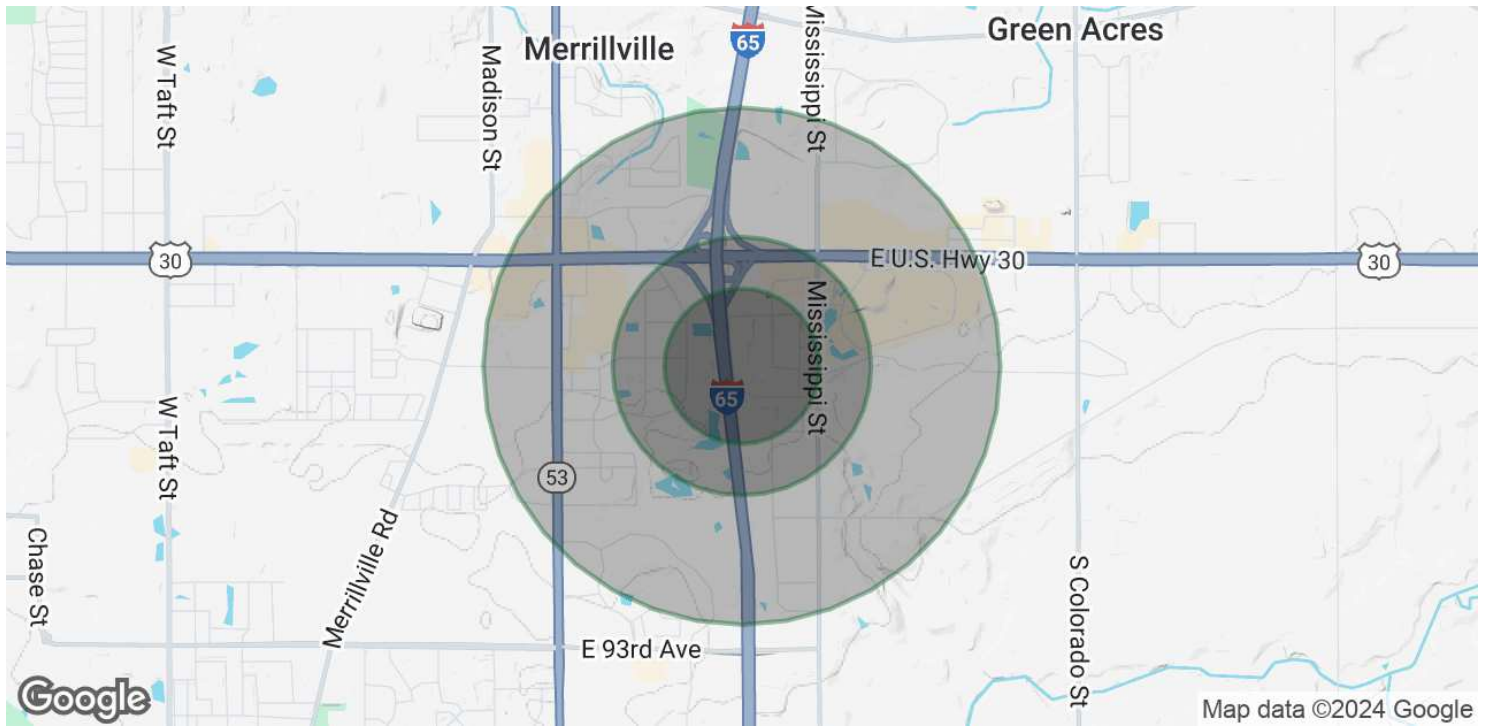 Merrillville
Green Acres
65
W Taft St
Madison St
Mississippi St
30
E U.S. Hwy 30
30
Mississippi St
65
53
W Taft St
Merrillville Rd
Chase St
S Colorado St
E 93rd Ave
Google
Map data ©2024 Google